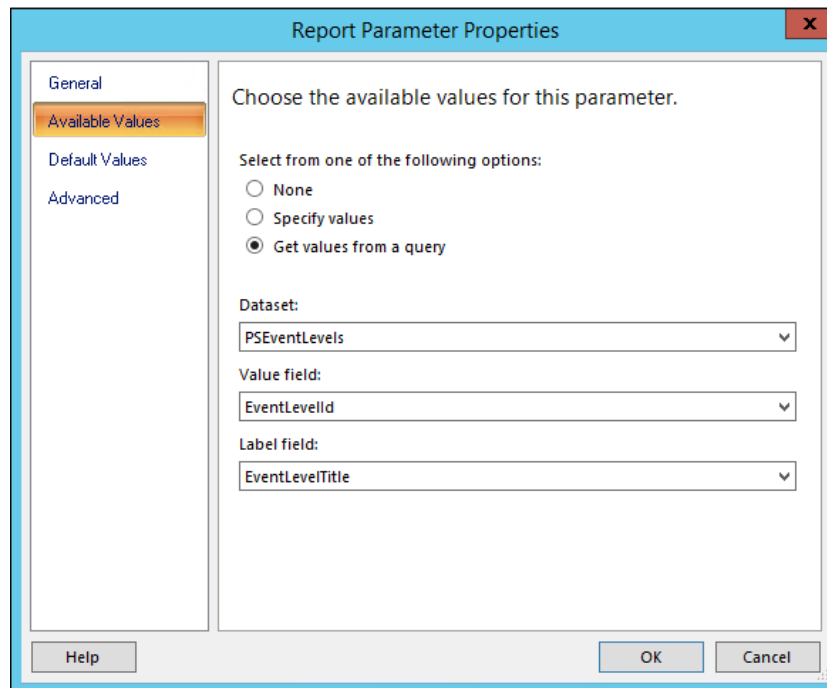 Report Parameter Properties
x
General
Available Values
Default Values
Advanced
Choose the available values for this parameter.
Select from one of the following options:
None
Specify values
Get values from a query
Dataset:
PSEventLevels
Value field:
EventLevelId
Label field:
EventLevelTitle
Help
OK
Cancel